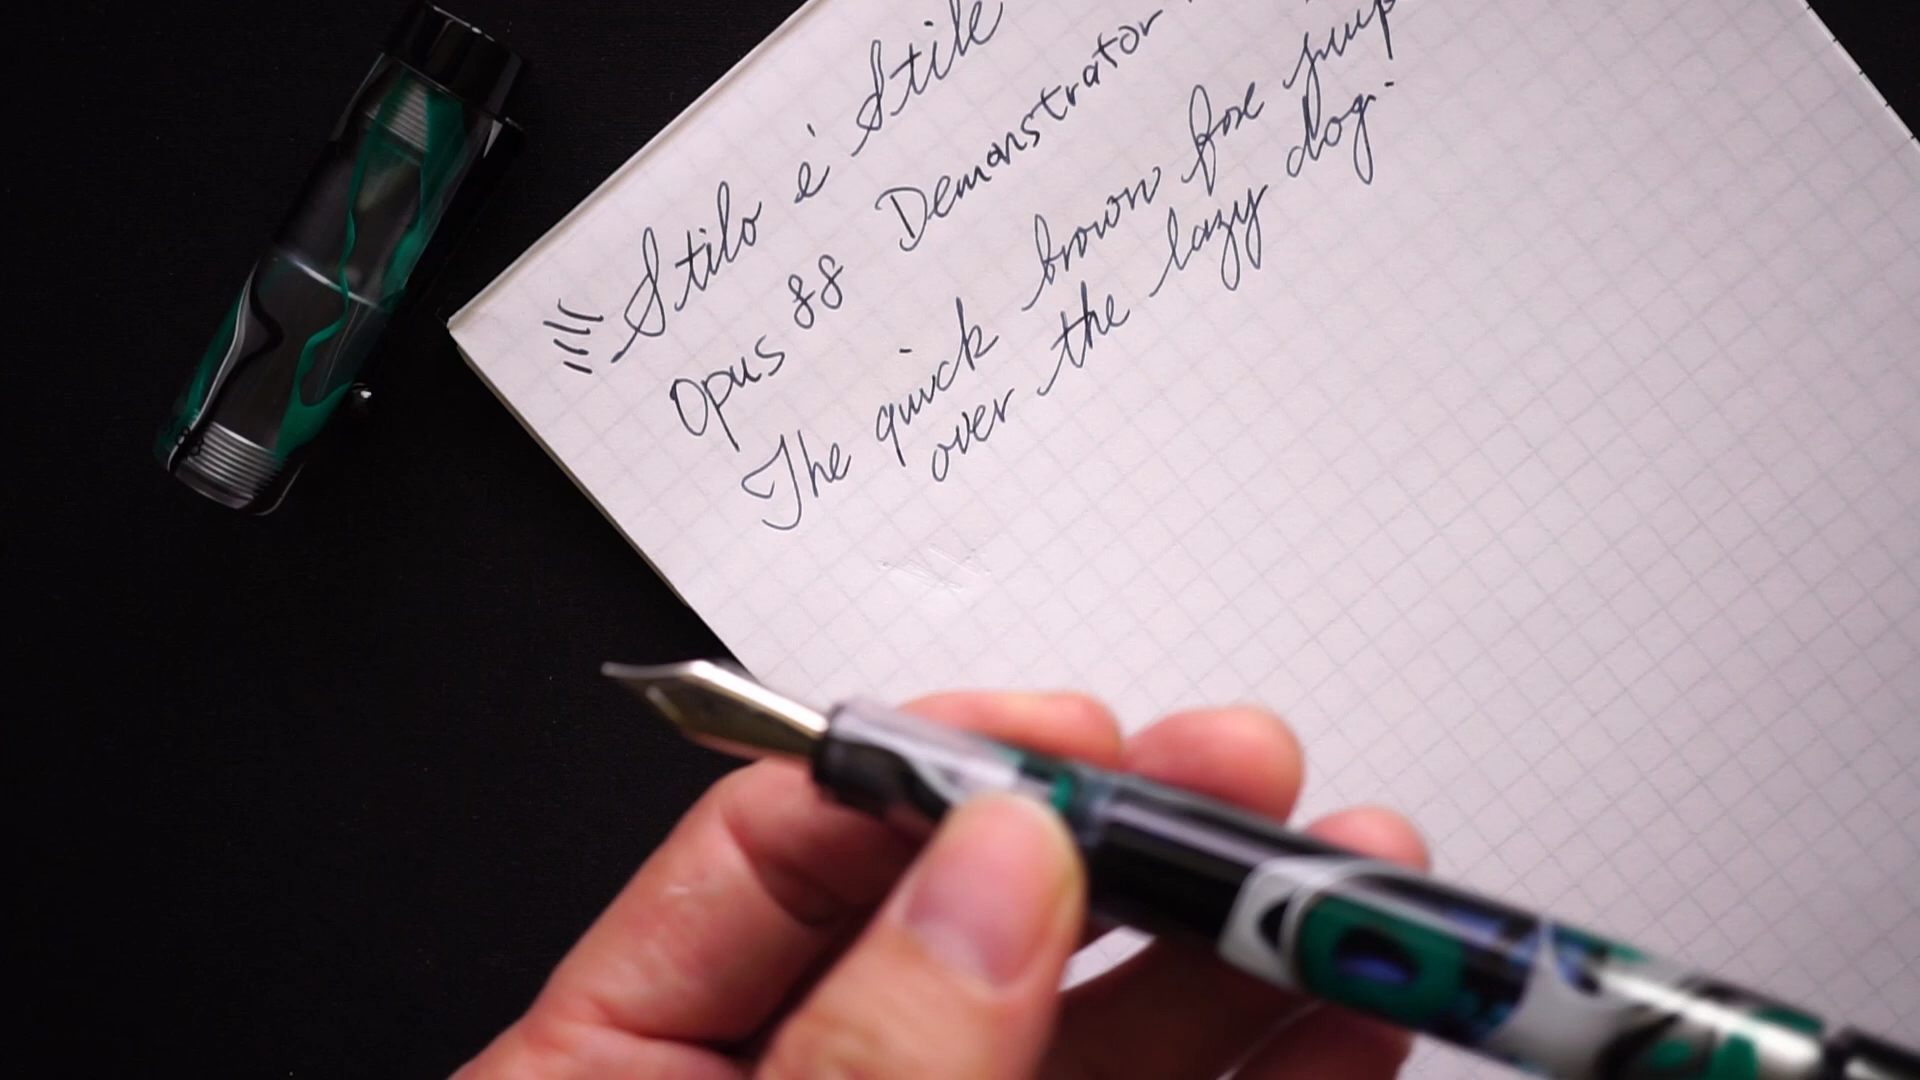 Stilo é Stile
Opus 88 Demonstrator
The quick brown fox jump
over the lazy dog.